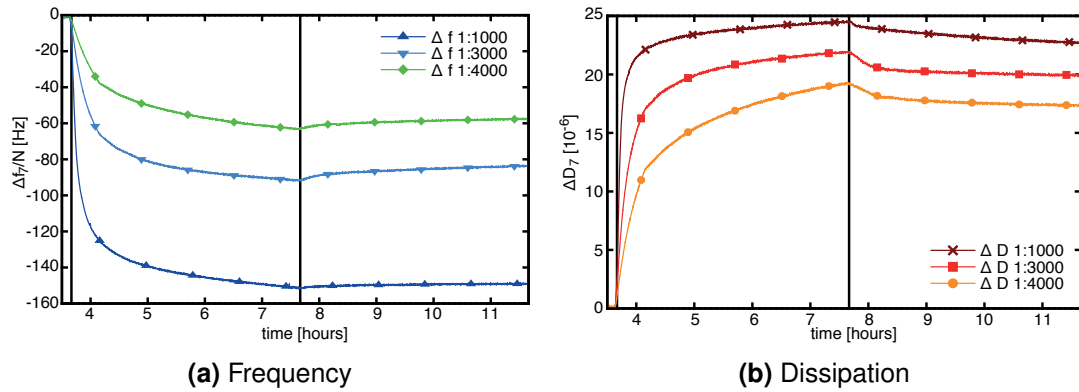 0
-20
-40
-60
-80
-100
-120
-140
-160
Δf₇/N [Hz]
4 5 6 7 8 9 10 11
time [hours]
Δ f 1:1000
Δ f 1:3000
Δ f 1:4000
(a) Frequency
25
20
15
10
5
0
ΔD₇ [10⁻⁶]
4 5 6 7 8 9 10 11
time [hours]
Δ D 1:1000
Δ D 1:3000
Δ D 1:4000
(b) Dissipation